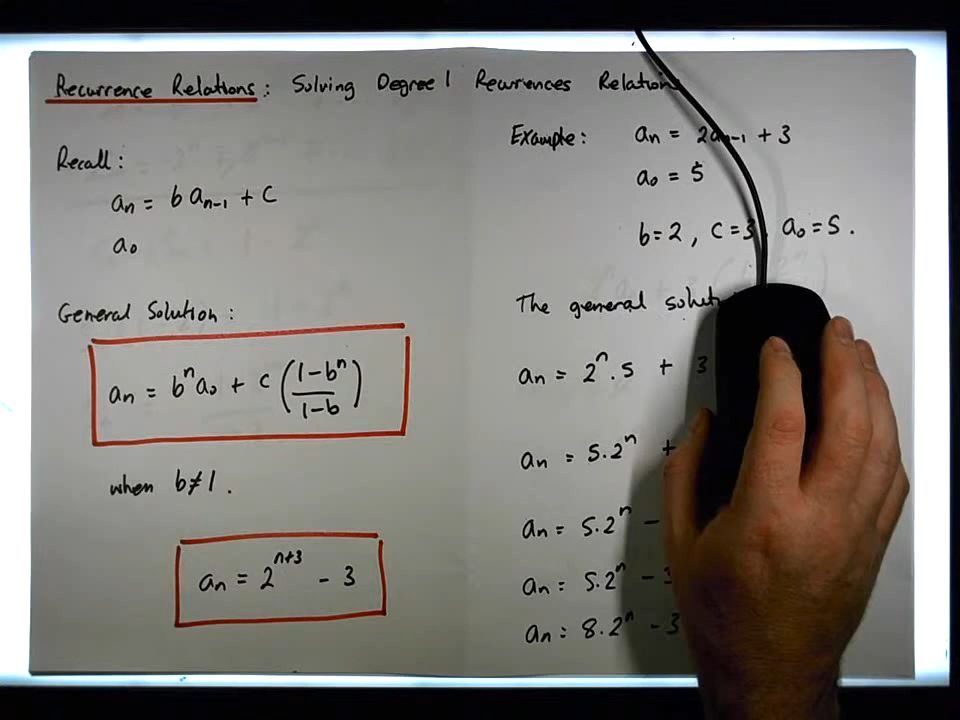 Recurrence Relations: Solving Degree 1 Recurrences Relations
Recall:
aₙ = b aₙ₋₁ + c
a₀
General Solution:
aₙ = bⁿa₀ + c ((1-bⁿ)/(1-b))
when b≠1.
aₙ = 2ⁿ⁺³ - 3
Example: aₙ = 2aₙ₋₁ + 3
a₀ = 5
b=2, c=3, a₀=5.
The general
aₙ = 2ⁿ.5 + 3
aₙ = 5.2ⁿ +
aₙ = 5.2ⁿ -
aₙ = 5.2ⁿ - 3
aₙ = 8.2ⁿ - 3